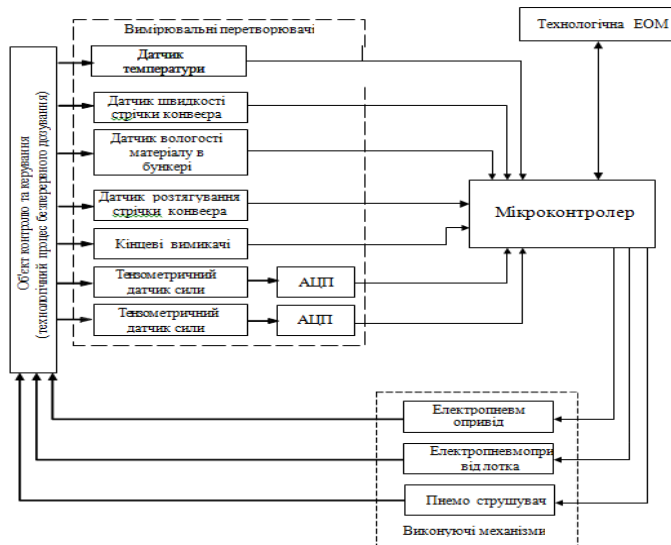 Вимірювальні перетворювачі
Технологічна ЕОМ
Об'єкт контролю та керування
(технологічний процес безперервного дозування)
Датчик
температури
Датчик швидкості
стрічки конвеєра
Датчик вологості
матеріалу в
бункері
Датчик розтягування
стрічки конвеєра
Кінцеві вимикачі
Тензометричний
датчик сили
АЦП
Тензометричний
датчик сили
АЦП
Мікроконтролер
Електропневм
опривід
Електропневмопри
від лотка
Пнемо струшувач
Виконуючі механізми